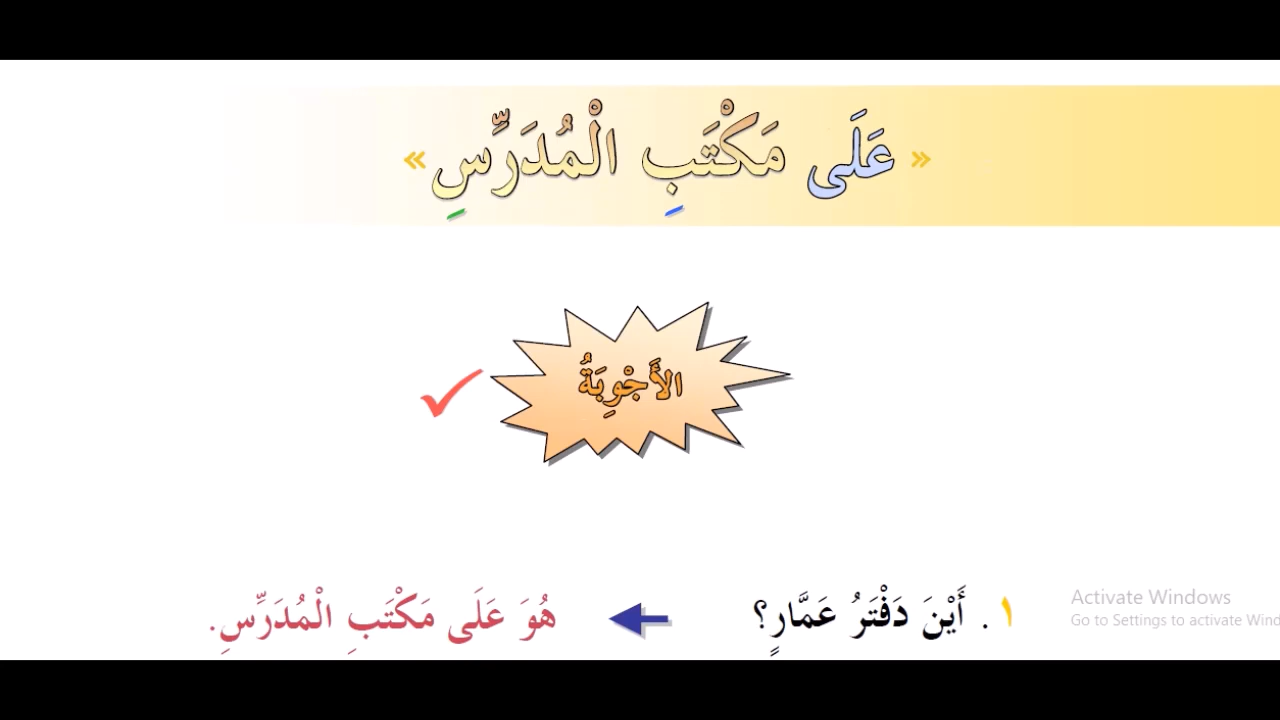 « عَلَى مَكْتَبِ الْمُدَرِّسِ »
الأَجْوِبَةُ
١. أَيْنَ دَفْتَرُ عَمَّارٍ؟ هُوَ عَلَى مَكْتَبِ الْمُدَرِّسِ.
Activate Windows
Go to Settings to activate Wind